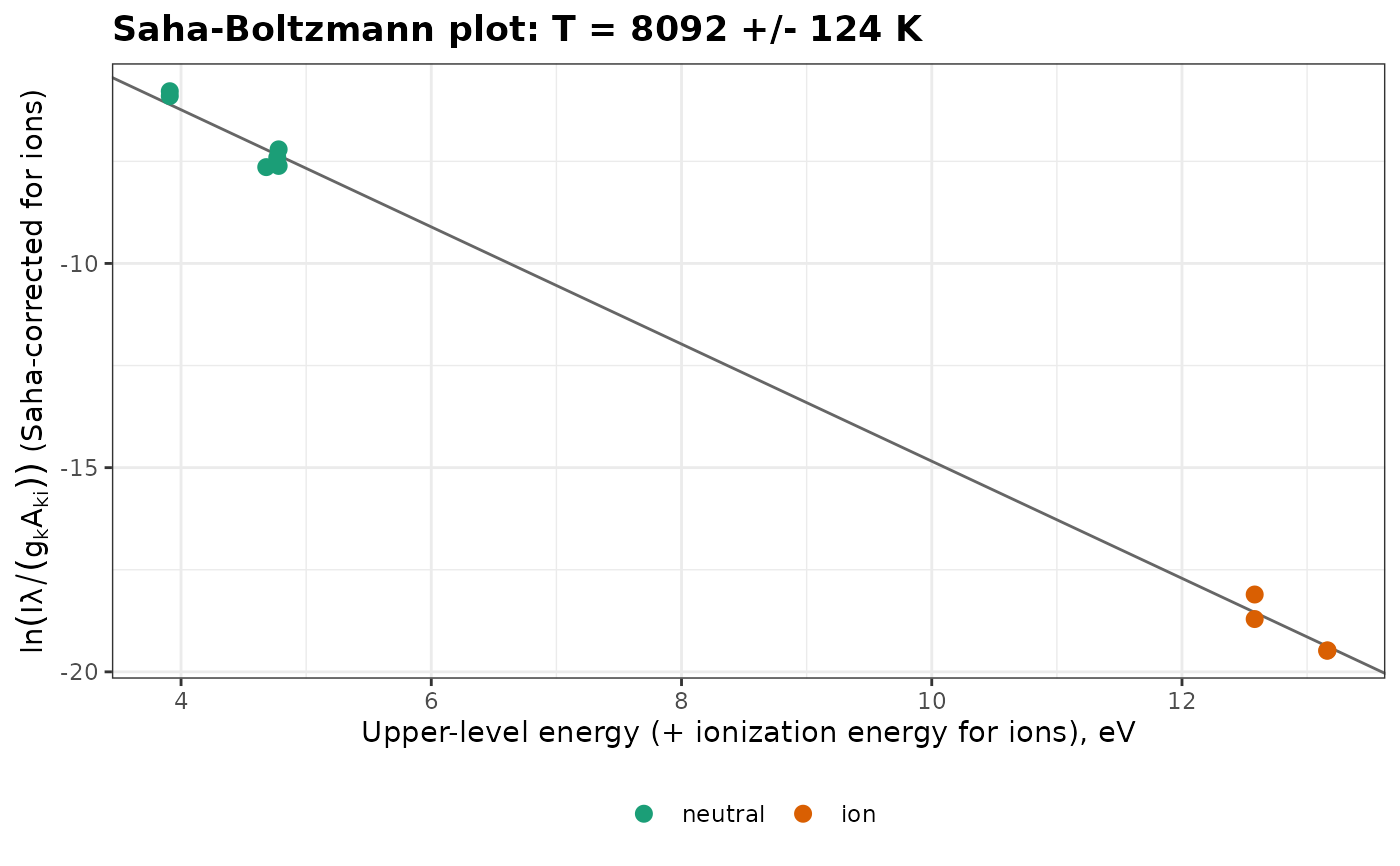 Saha-Boltzmann plot: T = 8092 +/- 124 K
ln(Iλ/(gkAki)) (Saha-corrected for ions)
-10
-15
-20
4 6 8 10 12
Upper-level energy (+ ionization energy for ions), eV
neutral ion